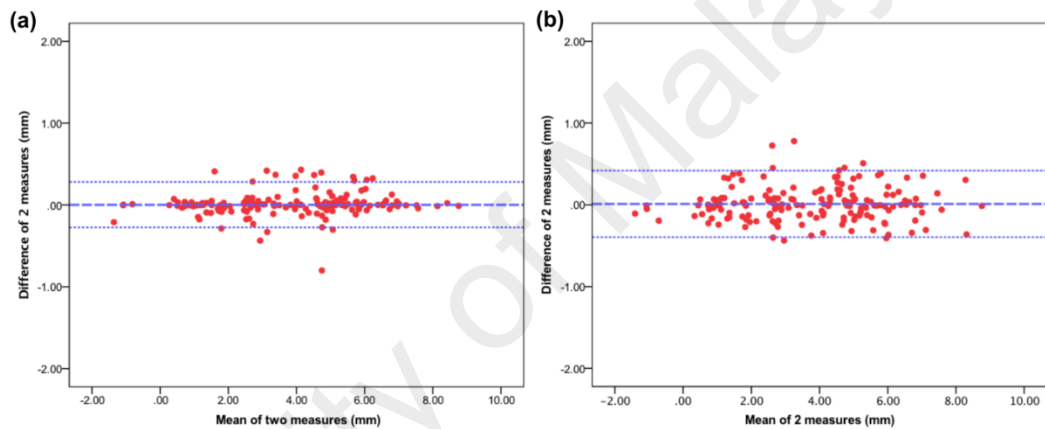 (a)
(b)
2.00
1.00
.00
-1.00
-2.00
Difference of 2 measures (mm)
-2.00 .00 2.00 4.00 6.00 8.00 10.00
Mean of two measures (mm)
2.00
1.00
.00
-1.00
-2.00
Difference of 2 measures (mm)
−2.00 .00 2.00 4.00 6.00 8.00 10.00
Mean of 2 measures (mm)
of Malay